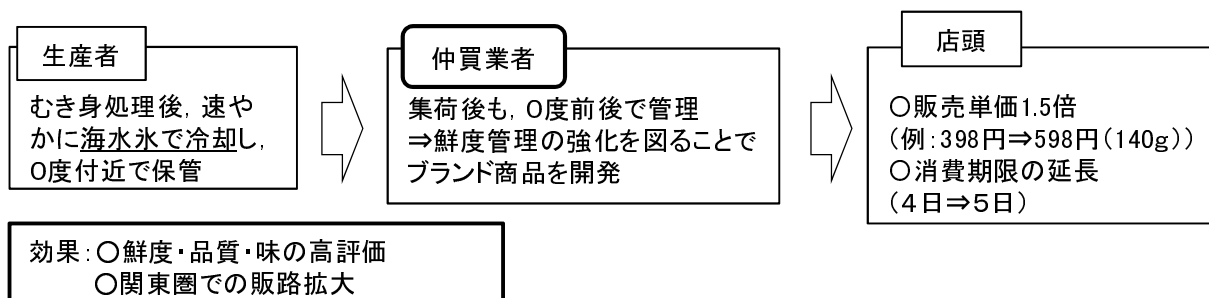 生産者
むき身処理後，速や
かに海水氷で冷却し，
０度付近で保管
仲買業者
集荷後も，０度前後で管理
⇒鮮度管理の強化を図ることで
ブランド商品を開発
店頭
○販売単価1.5倍
（例：398円⇒598円（140g））
○消費期限の延長
（４日⇒５日）
効果：○鮮度・品質・味の高評価
○関東圏での販路拡大